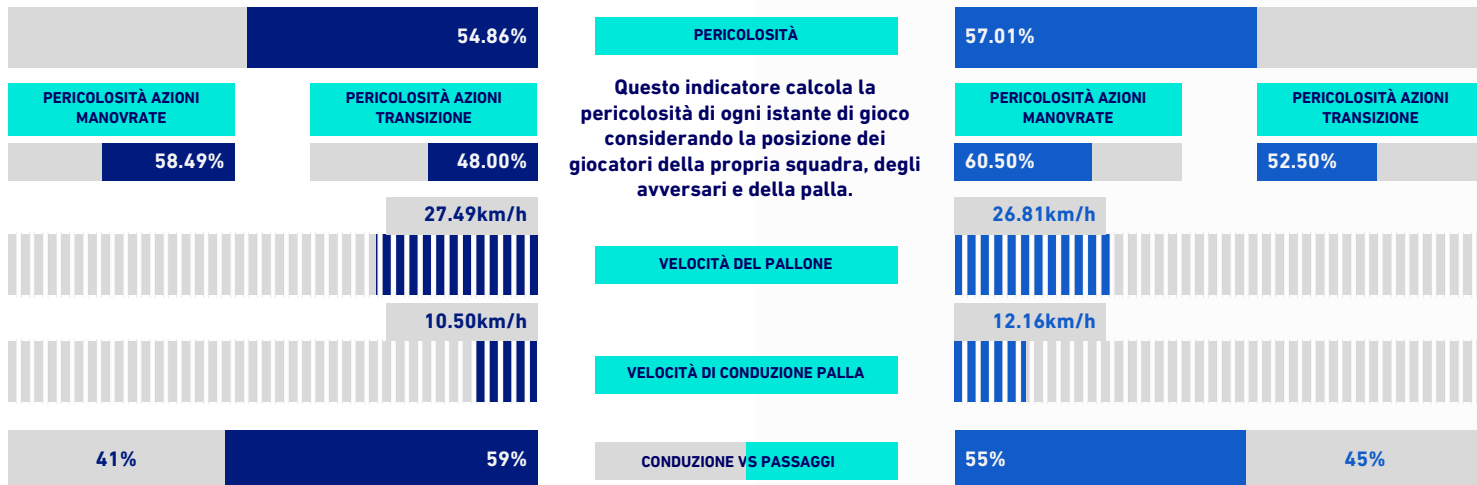 54.86%
PERICOLOSITÀ
57.01%
PERICOLOSITÀ AZIONI
MANOVRATE
PERICOLOSITÀ AZIONI
TRANSIZIONE
Questo indicatore calcola la
pericolosità di ogni istante di gioco
considerando la posizione dei
giocatori della propria squadra, degli
avversari e della palla.
PERICOLOSITÀ AZIONI
MANOVRATE
PERICOLOSITÀ AZIONI
TRANSIZIONE
58.49%
48.00%
60.50%
52.50%
27.49km/h
26.81km/h
VELOCITÀ DEL PALLONE
10.50km/h
12.16km/h
VELOCITÀ DI CONDUZIONE PALLA
41%
59%
CONDUZIONE VS PASSAGGI
55%
45%